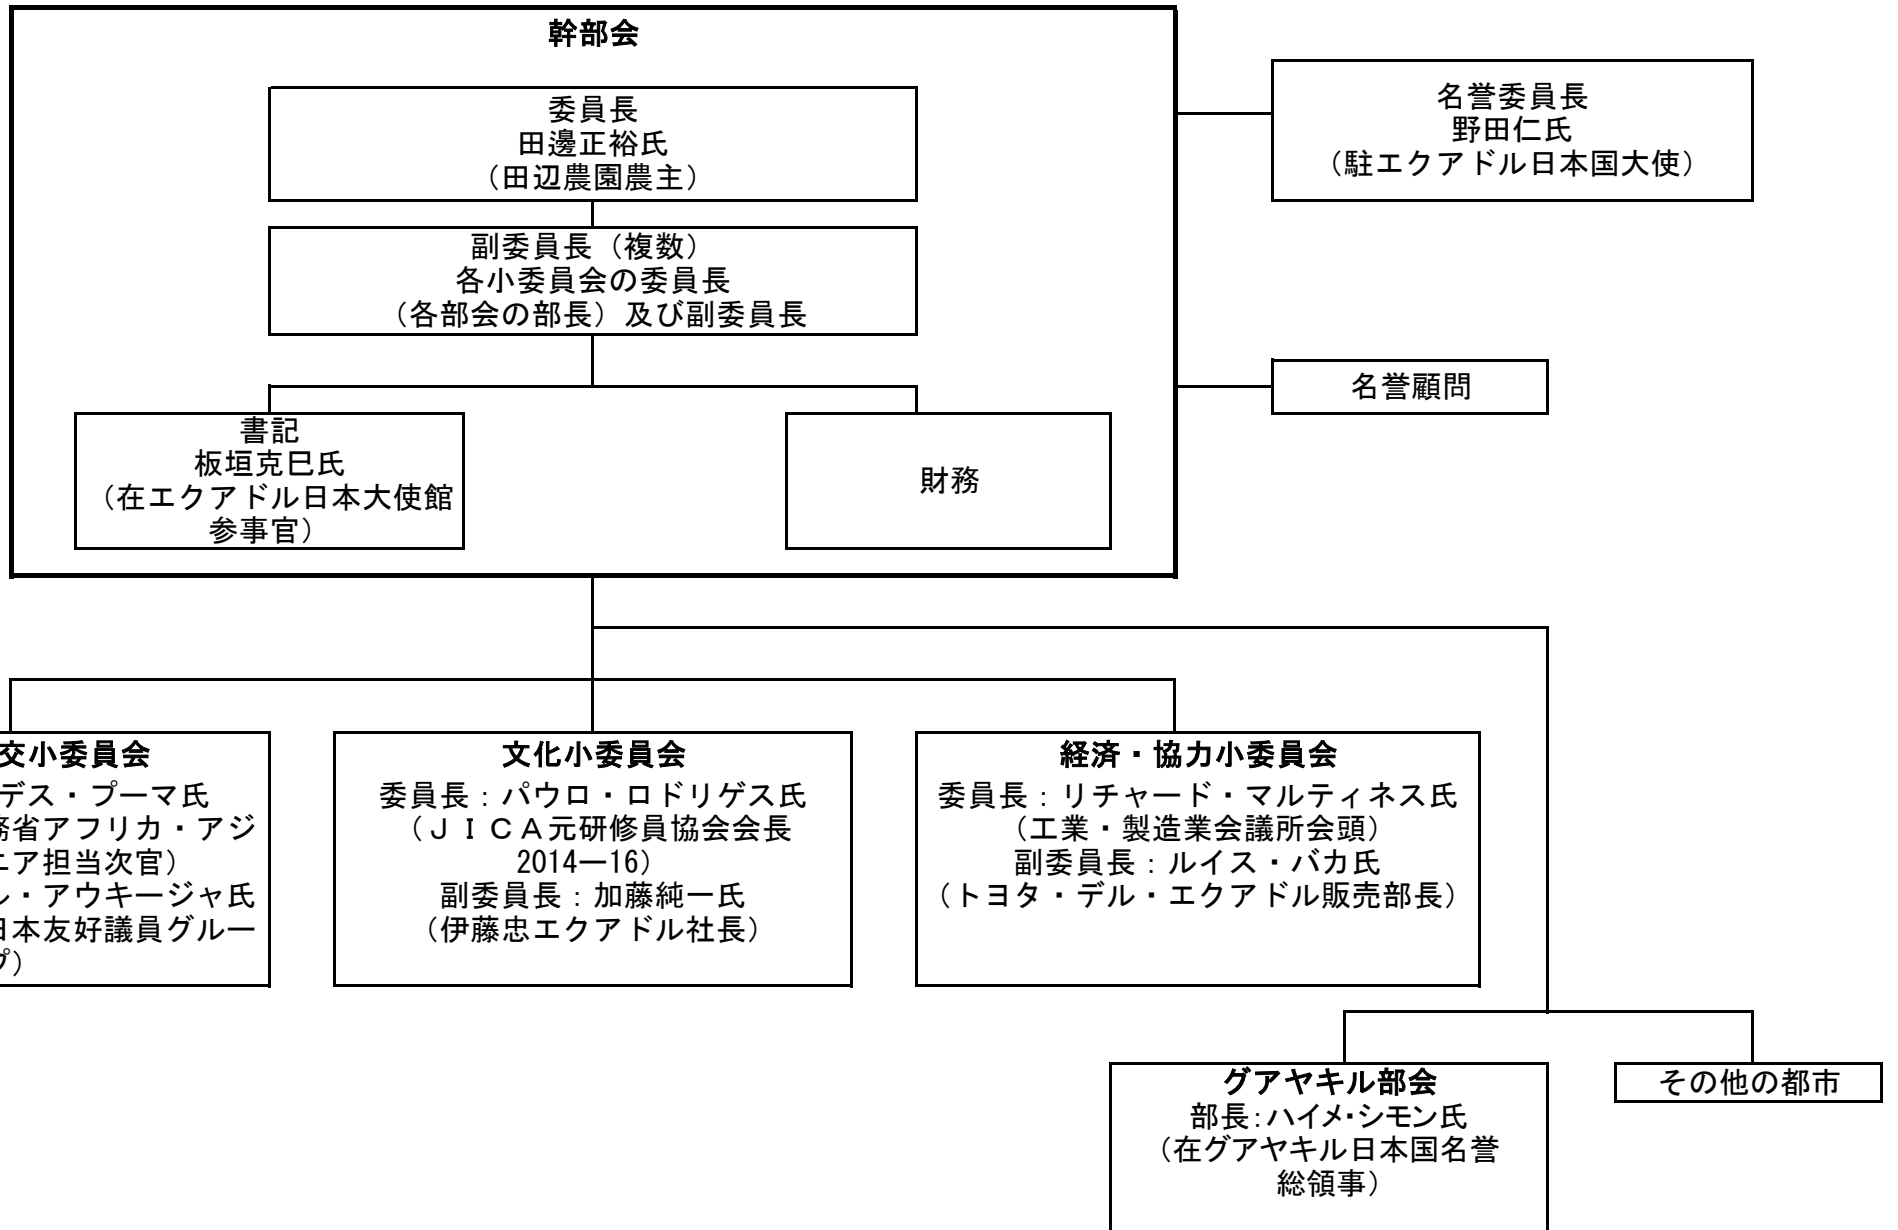 幹部会
委員長
田邊正裕氏
（田辺農園農主）
名誉委員長
野田仁氏
（駐エクアドル日本国大使）
副委員長（複数）
各小委員会の委員長
（各部会の部長）及び副委員長
名誉顧問
書記
板垣克巳氏
（在エクアドル日本大使館
参事官）
財務
交小委員会
デス・プーマ氏
務省アフリカ・アジ
ニア担当次官）
ル・アウキージャ氏
日本友好議員グルー
プ）
文化小委員会
委員長：パウロ・ロドリゲス氏
（ＪＩＣＡ元研修員協会会長
2014―16）
副委員長：加藤純一氏
（伊藤忠エクアドル社長）
経済・協力小委員会
委員長：リチャード・マルティネス氏
（工業・製造業会議所会頭）
副委員長：ルイス・バカ氏
（トヨタ・デル・エクアドル販売部長）
グアヤキル部会
部長：ハイメ・シモン氏
（在グアヤキル日本国名誉
総領事）
その他の都市